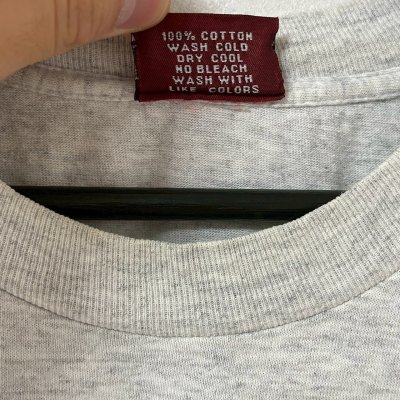 100% COTTON
WASH COLD
DRY COOL
NO BLEACH
WASH WITH
LIKE COLORS